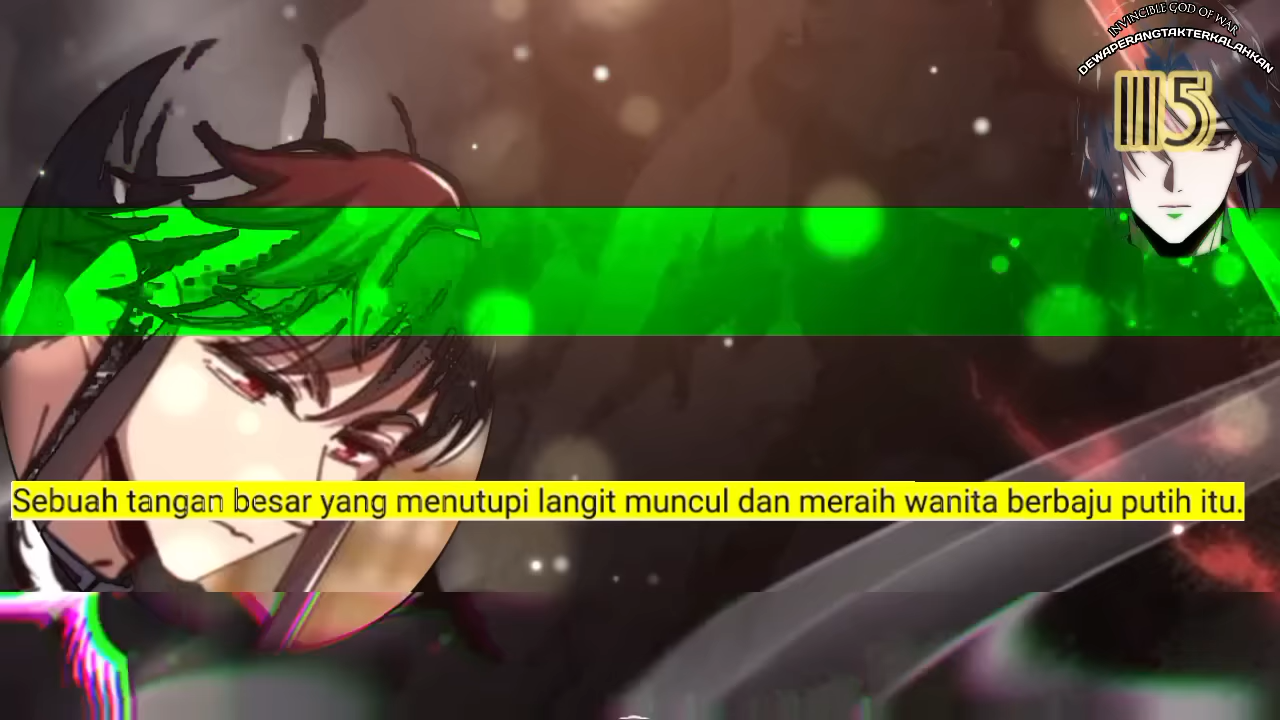 INVINCIBLE GOD OF WAR
DEWAPERANGTAKTERKALAHKAN
115
Sebuah tangan besar yang menutupi langit muncul dan meraih wanita berbaju putih itu.